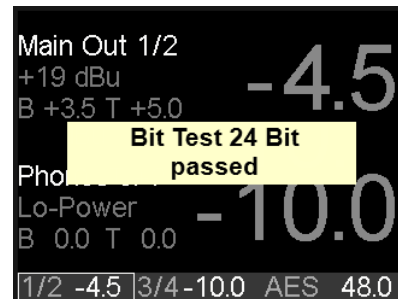 Main Out 1/2
+19 dBu
-4.5
B +3.5 T +5.0
Bit Test 24 Bit
passed
Lo-Power
-10.0
B 0.0 T 0.0
1/2 -4.5 3/4 -10.0 AES 48.0